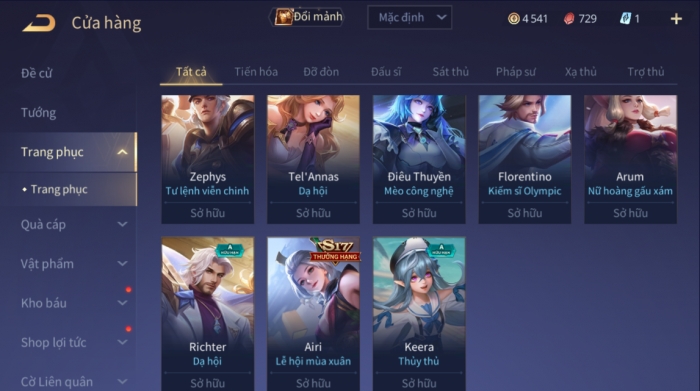 Cửa hàng
Đổi mảnh
Mặc định
4 541
729
1
Đề cử
Tướng
Trang phục
Trang phục
Quà cáp
Vật phẩm
Kho báu
Shop lợi tức
Cờ Liên quân
Tất cả
Tiến hóa
Đỡ đòn
Đấu sĩ
Sát thủ
Pháp sư
Xạ thủ
Trợ thủ
Zephys
Tư lệnh viễn chinh
Sở hữu
Tel'Annas
Dạ hội
Sở hữu
Điêu Thuyền
Mèo công nghệ
Sở hữu
Florentino
Kiếm sĩ Olympic
Sở hữu
Arum
Nữ hoàng gấu xám
Sở hữu
A
HỮU HẠN
Richter
Dạ hội
Sở hữu
S17
THƯỞNG HẠNG
Airi
Lễ hội mùa xuân
Sở hữu
A
HỮU HẠN
Keera
Thủy thủ
Sở hữu